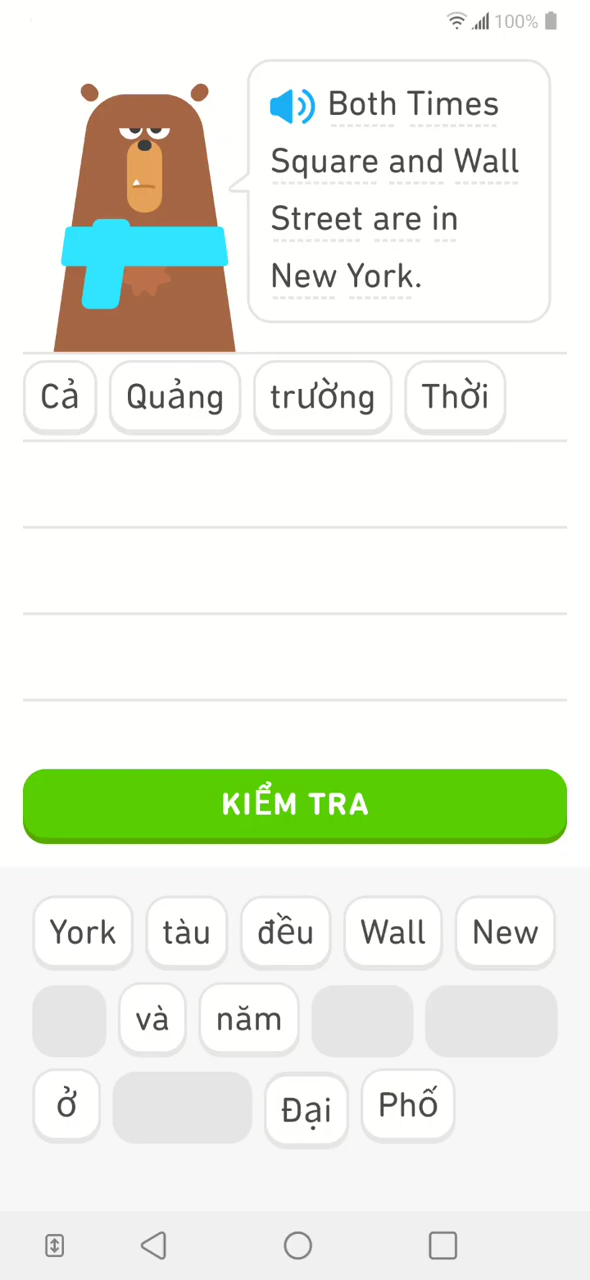 100%
Both Times
Square and Wall
Street are in
New York.
Cả Quảng trường Thời
KIỂM TRA
York tàu đều Wall New
và năm
ở Đại Phố